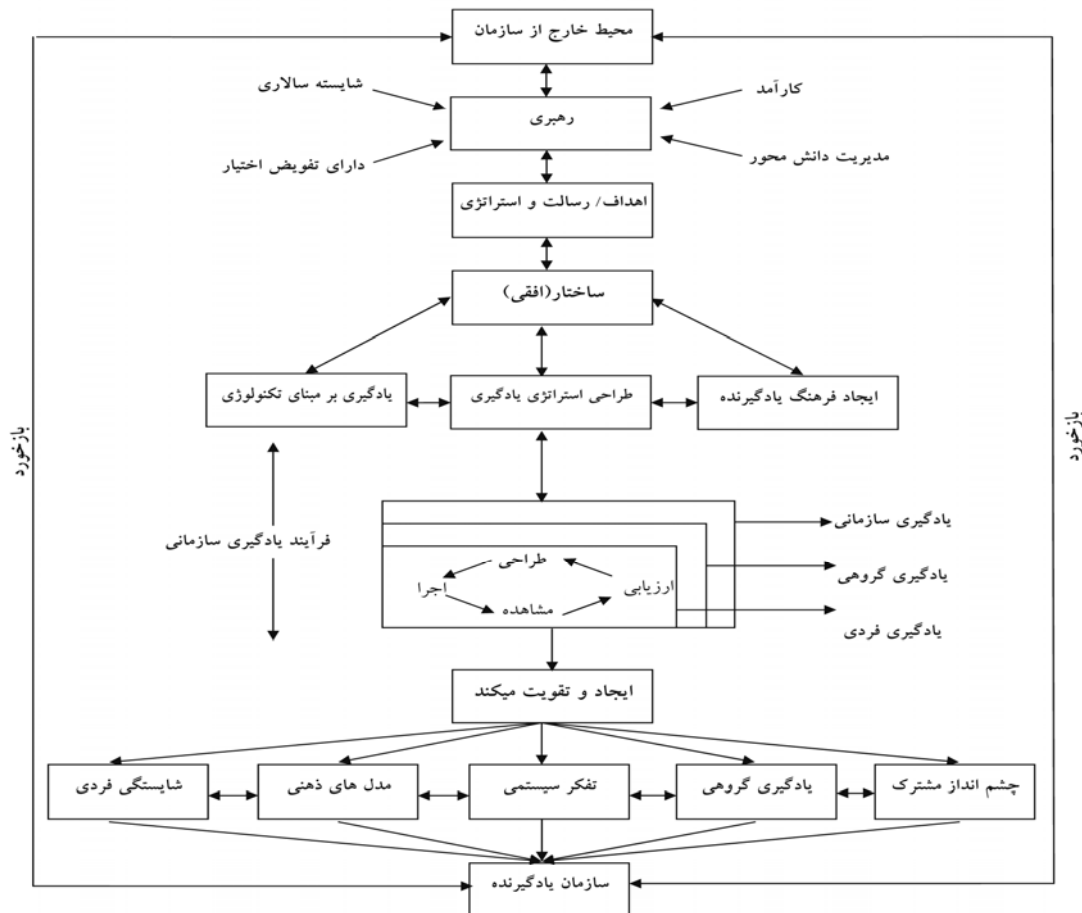 محیط خارج از سازمان
شایسته سالاری
کارآمد
رهبری
دارای تفویض اختیار
مدیریت دانش محور
اهداف/ رسالت و استراتژی
ساختار(افقی)
ایجاد فرهنگ یادگیرنده
طراحی استراتژی یادگیری
یادگیری بر مبنای تکنولوژی
بازخورد
بازخورد
فرآیند یادگیری سازمانی
یادگیری سازمانی
طراحی
ارزیابی
اجرا
مشاهده
یادگیری گروهی
یادگیری فردی
ایجاد و تقویت میکند
چشم انداز مشترک
یادگیری گروهی
تفکر سیستمی
مدل های ذهنی
شایستگی فردی
سازمان یادگیرنده